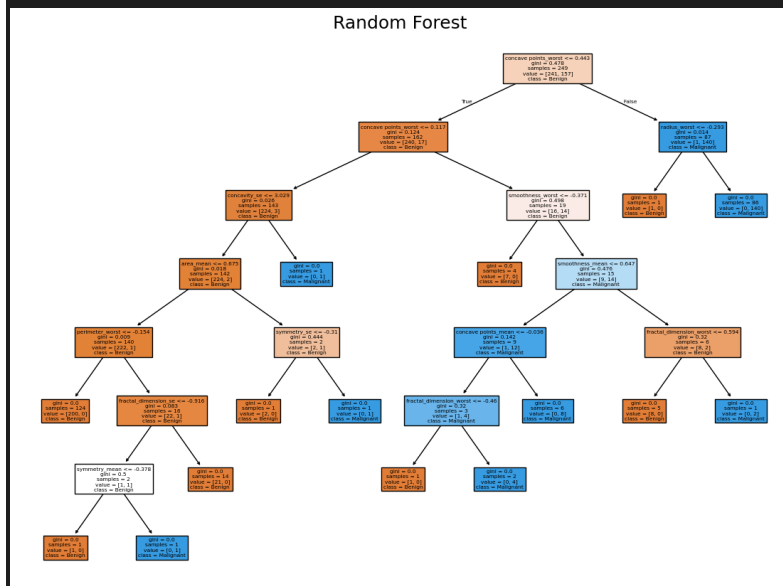 Random Forest
concave points_worst <= 0.443
gini = 0.478
samples = 249
value = [241, 157]
class = Benign
True
False
concave points_worst <= 0.117
gini = 0.124
samples = 162
value = [240, 17]
class = Benign
radius_worst <= -0.293
gini = 0.014
samples = 87
value = [1, 140]
class = Malignant
concavity_se <= 3.029
gini = 0.026
samples = 143
value = [224, 3]
class = Benign
smoothness_worst <= -0.371
gini = 0.498
samples = 19
value = [16, 14]
class = Benign
gini = 0.0
samples = 1
value = [1, 0]
class = Benign
gini = 0.0
samples = 86
value = [0, 140]
class = Malignant
area_mean <= 0.675
gini = 0.018
samples = 142
value = [224, 2]
class = Benign
gini = 0.0
samples = 1
value = [0, 1]
class = Malignant
gini = 0.0
samples = 4
value = [7, 0]
class = Benign
smoothness_mean <= 0.647
gini = 0.476
samples = 15
value = [9, 14]
class = Malignant
perimeter_worst <= -0.154
gini = 0.009
samples = 140
value = [222, 1]
class = Benign
symmetry_se <= -0.31
gini = 0.444
samples = 2
value = [2, 1]
class = Benign
concave points_mean <= -0.036
gini = 0.142
samples = 9
value = [1, 12]
class = Malignant
fractal_dimension_worst <= 0.594
gini = 0.32
samples = 6
value = [8, 2]
class = Benign
gini = 0.0
samples = 124
value = [200, 0]
class = Benign
fractal_dimension_se <= -0.916
gini = 0.083
samples = 16
value = [22, 1]
class = Benign
gini = 0.0
samples = 1
value = [2, 0]
class = Benign
gini = 0.0
samples = 1
value = [0, 1]
class = Malignant
fractal_dimension_worst <= -0.46
gini = 0.32
samples = 3
value = [1, 4]
class = Malignant
gini = 0.0
samples = 6
value = [0, 8]
class = Malignant
gini = 0.0
samples = 5
value = [8, 0]
class = Benign
gini = 0.0
samples = 1
value = [0, 2]
class = Malignant
symmetry_mean <= -0.378
gini = 0.5
samples = 2
value = [1, 1]
class = Benign
gini = 0.0
samples = 14
value = [21, 0]
class = Benign
gini = 0.0
samples = 1
value = [1, 0]
class = Benign
gini = 0.0
samples = 2
value = [0, 4]
class = Malignant
gini = 0.0
samples = 1
value = [1, 0]
class = Benign
gini = 0.0
samples = 1
value = [0, 1]
class = Malignant